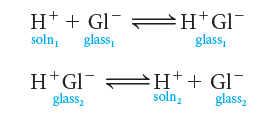 H⁺ + Gl⁻ ⇌ H⁺Gl⁻
soln₁ glass₁ glass₁
H⁺Gl⁻ ⇌ H⁺ + Gl⁻
glass₂ soln₂ glass₂